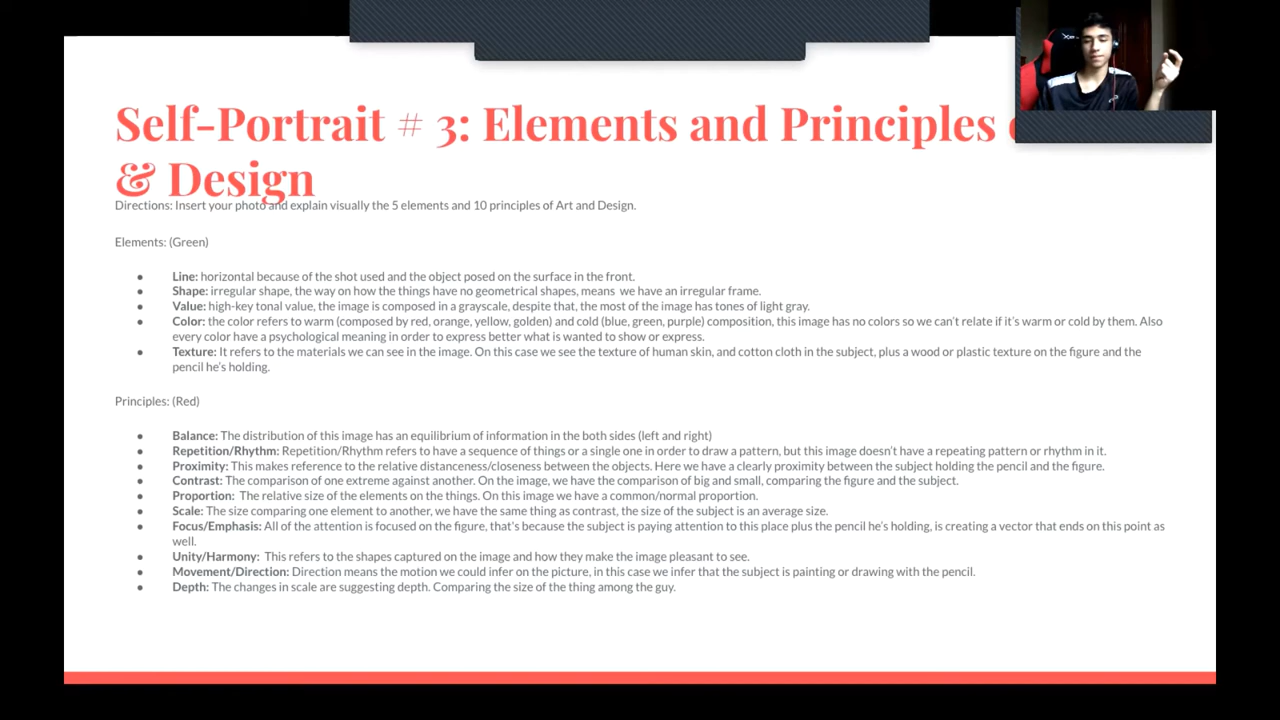 Self-Portrait # 3: Elements and Principles
& Design
Directions: Insert your photo and explain visually the 5 elements and 10 principles of Art and Design.
Elements: (Green)
● Line: horizontal because of the shot used and the object posed on the surface in the front.
● Shape: irregular shape, the way on how the things have no geometrical shapes, means we have an irregular frame.
● Value: high-key tonal value, the image is composed in a grayscale, despite that, the most of the image has tones of light gray.
● Color: the color refers to warm (composed by red, orange, yellow, golden) and cold (blue, green, purple) composition, this image has no colors so we can't relate if it's warm or cold by them. Also
every color have a psychological meaning in order to express better what is wanted to show or express.
● Texture: It refers to the materials we can see in the image. On this case we see the texture of human skin, and cotton cloth in the subject, plus a wood or plastic texture on the figure and the
pencil he's holding.
Principles: (Red)
● Balance: The distribution of this image has an equilibrium of information in the both sides (left and right)
● Repetition/Rhythm: Repetition/Rhythm refers to have a sequence of things or a single one in order to draw a pattern, but this image doesn't have a repeating pattern or rhythm in it.
● Proximity: This makes reference to the relative distanceness/closeness between the objects. Here we have a clearly proximity between the subject holding the pencil and the figure.
● Contrast: The comparison of one extreme against another. On the image, we have the comparison of big and small, comparing the figure and the subject.
● Proportion: The relative size of the elements on the things. On this image we have a common/normal proportion.
● Scale: The size comparing one element to another, we have the same thing as contrast, the size of the subject is an average size.
● Focus/Emphasis: All of the attention is focused on the figure, that's because the subject is paying attention to this place plus the pencil he's holding, is creating a vector that ends on this point as
well.
● Unity/Harmony: This refers to the shapes captured on the image and how they make the image pleasant to see.
● Movement/Direction: Direction means the motion we could infer on the picture, in this case we infer that the subject is painting or drawing with the pencil.
● Depth: The changes in scale are suggesting depth. Comparing the size of the thing among the guy.